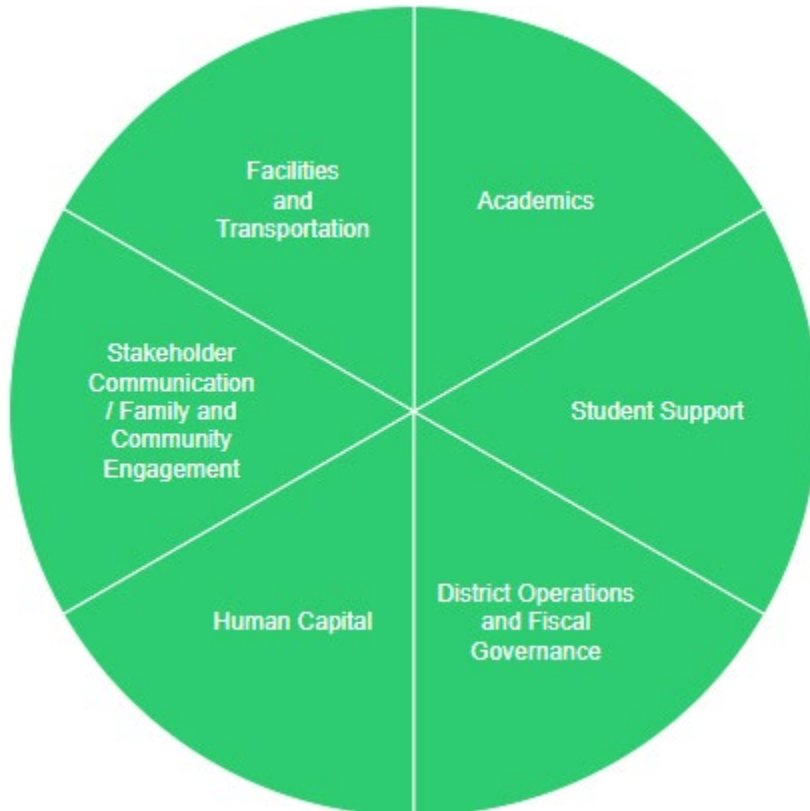 Facilities
and
Transportation
Academics
Stakeholder
Communication
/ Family and
Community
Engagement
Student Support
Human Capital
District Operations
and Fiscal
Governance